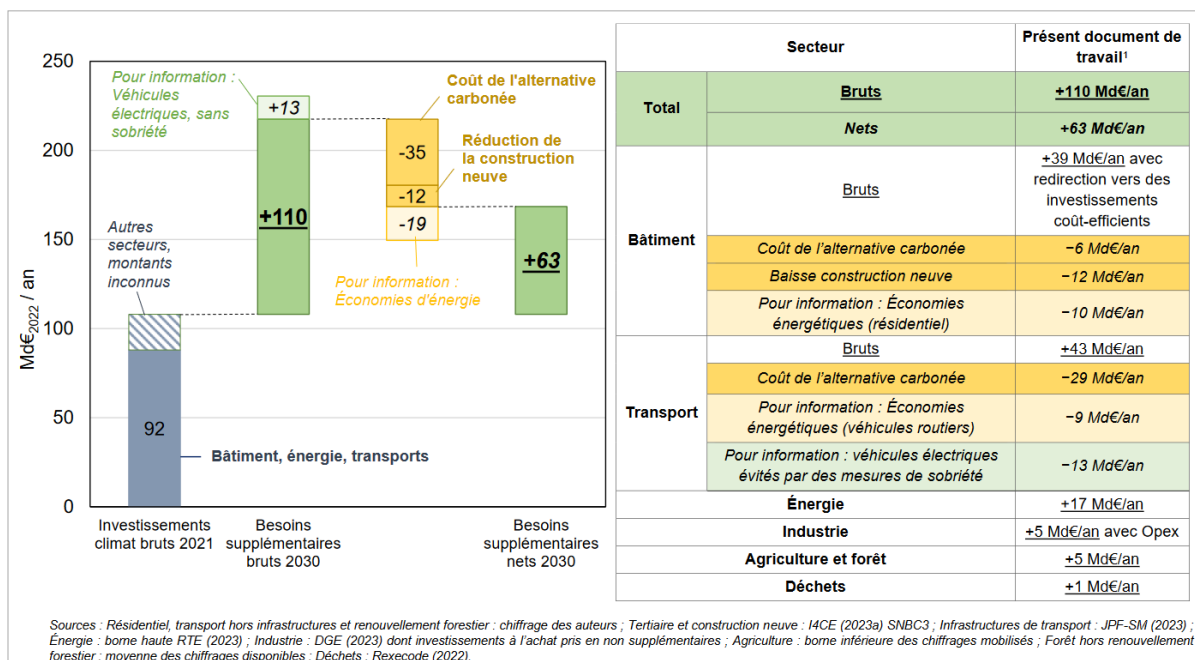 250
200
150
100
50
0
Md€2022 / an
Pour information :
Véhicules
électriques, sans
sobriété
+13
+110
Autres
secteurs,
montants
inconnus
92
Bâtiment, énergie, transports
Coût de l'alternative
carbonée
-35
Réduction de
la construction
neuve
-12
-19
Pour information :
Économies d'énergie
+63
Investissements
climat bruts 2021
Besoins
supplémentaires
bruts 2030
Besoins
supplémentaires
nets 2030
Secteur
Présent document de
travail¹
Total
Bruts
+110 Md€/an
Nets
+63 Md€/an
Bâtiment
Bruts
+39 Md€/an avec
redirection vers des
investissements
coût-efficients
Coût de l’alternative carbonée
−6 Md€/an
Baisse construction neuve
−12 Md€/an
Pour information : Économies
énergétiques (résidentiel)
−10 Md€/an
Transport
Bruts
+43 Md€/an
Coût de l’alternative carbonée
−29 Md€/an
Pour information : Économies
énergétiques (véhicules routiers)
−9 Md€/an
Pour information : véhicules électriques
évités par des mesures de sobriété
−13 Md€/an
Énergie
+17 Md€/an
Industrie
+5 Md€/an avec Opex
Agriculture et forêt
+5 Md€/an
Déchets
+1 Md€/an
Sources : Résidentiel, transport hors infrastructures et renouvellement forestier : chiffrage des auteurs ; Tertiaire et construction neuve : I4CE (2023a) SNBC3 ; Infrastructures de transport : JPF-SM (2023) ;
Énergie : borne haute RTE (2023) ; Industrie : DGE (2023) dont investissements à l’achat pris en non supplémentaires ; Agriculture : borne inférieure des chiffrages mobilisés ; Forêt hors renouvellement
forestier : moyenne des chiffrages disponibles ; Déchets : Rexecode (2022).